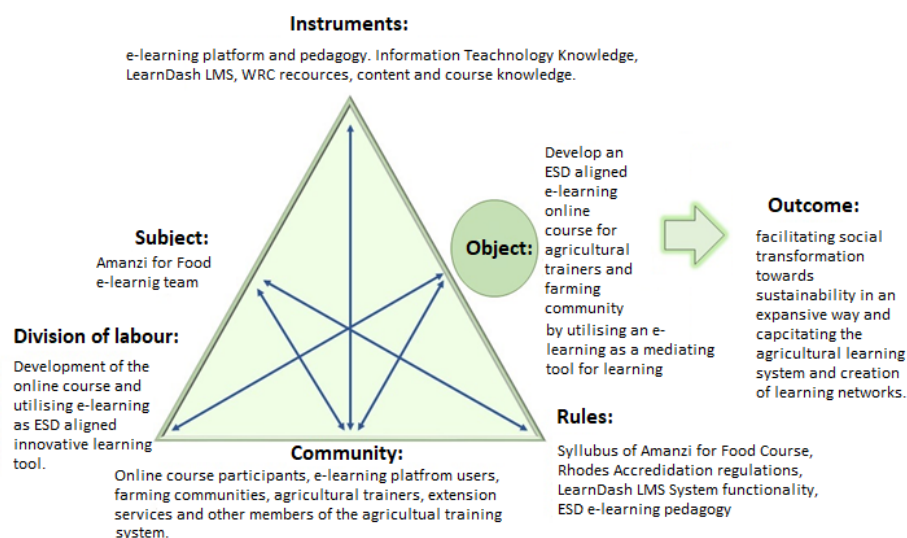 Instruments:
e-learning platform and pedagogy. Information Teachnology Knowledge,
LearnDash LMS, WRC recources, content and course knowledge.
Subject:
Amanzi for Food
e-learnig team
Object:
Develop an
ESD aligned
e-learning
online
course for
agricultural
trainers and
farming
community
by utilising an e-
learning as a mediating
tool for learning
Outcome:
facilitating social
transformation
towards
sustainability in an
expansive way and
capcitating the
agricultural learning
system and creation
of learning networks.
Division of labour:
Development of the
online course and
utilising e-learning
as ESD aligned
innovative learning
tool.
Community:
Online course participants, e-learning platfrom users,
farming communities, agricultural trainers, extension
services and other members of the agricultual training
system.
Rules:
Syllubus of Amanzi for Food Course,
Rhodes Accredidation regulations,
LearnDash LMS System functionality,
ESD e-learning pedagogy